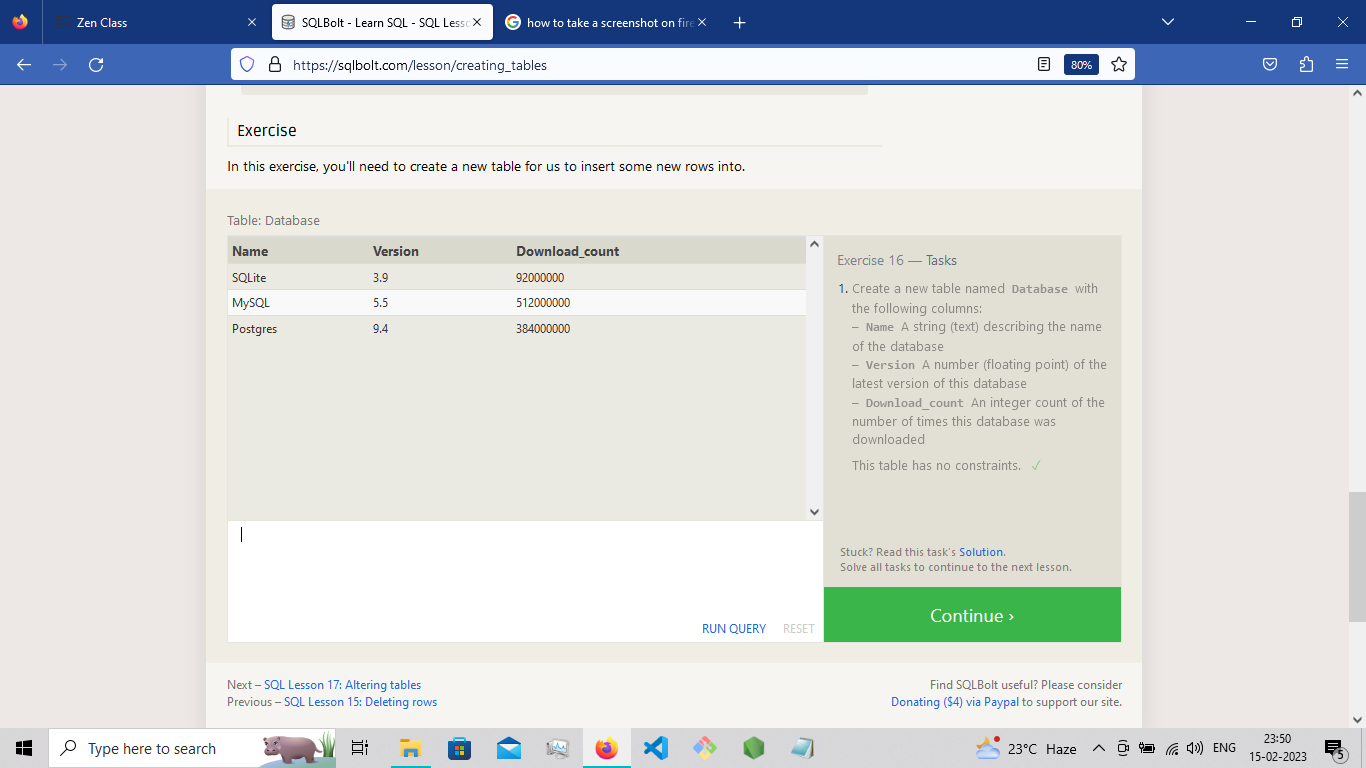 Zen Class
SQLBolt - Learn SQL - SQL Lesso
how to take a screenshot on fire
https://sqlbolt.com/lesson/creating_tables
80%
Exercise
In this exercise, you'll need to create a new table for us to insert some new rows into.
Table: Database
Name Version Download_count
SQLite 3.9 92000000
MySQL 5.5 512000000
Postgres 9.4 384000000
Exercise 16 — Tasks
1. Create a new table named Database with
the following columns:
– Name A string (text) describing the name
of the database
– Version A number (floating point) of the
latest version of this database
– Download_count An integer count of the
number of times this database was
downloaded
This table has no constraints. ✓
Stuck? Read this task's Solution.
Solve all tasks to continue to the next lesson.
RUN QUERY RESET
Continue ›
Next – SQL Lesson 17: Altering tables
Previous – SQL Lesson 15: Deleting rows
Find SQLBolt useful? Please consider
Donating ($4) via Paypal to support our site.
Type here to search
23°C Haze
ENG
23:50
15-02-2023
5